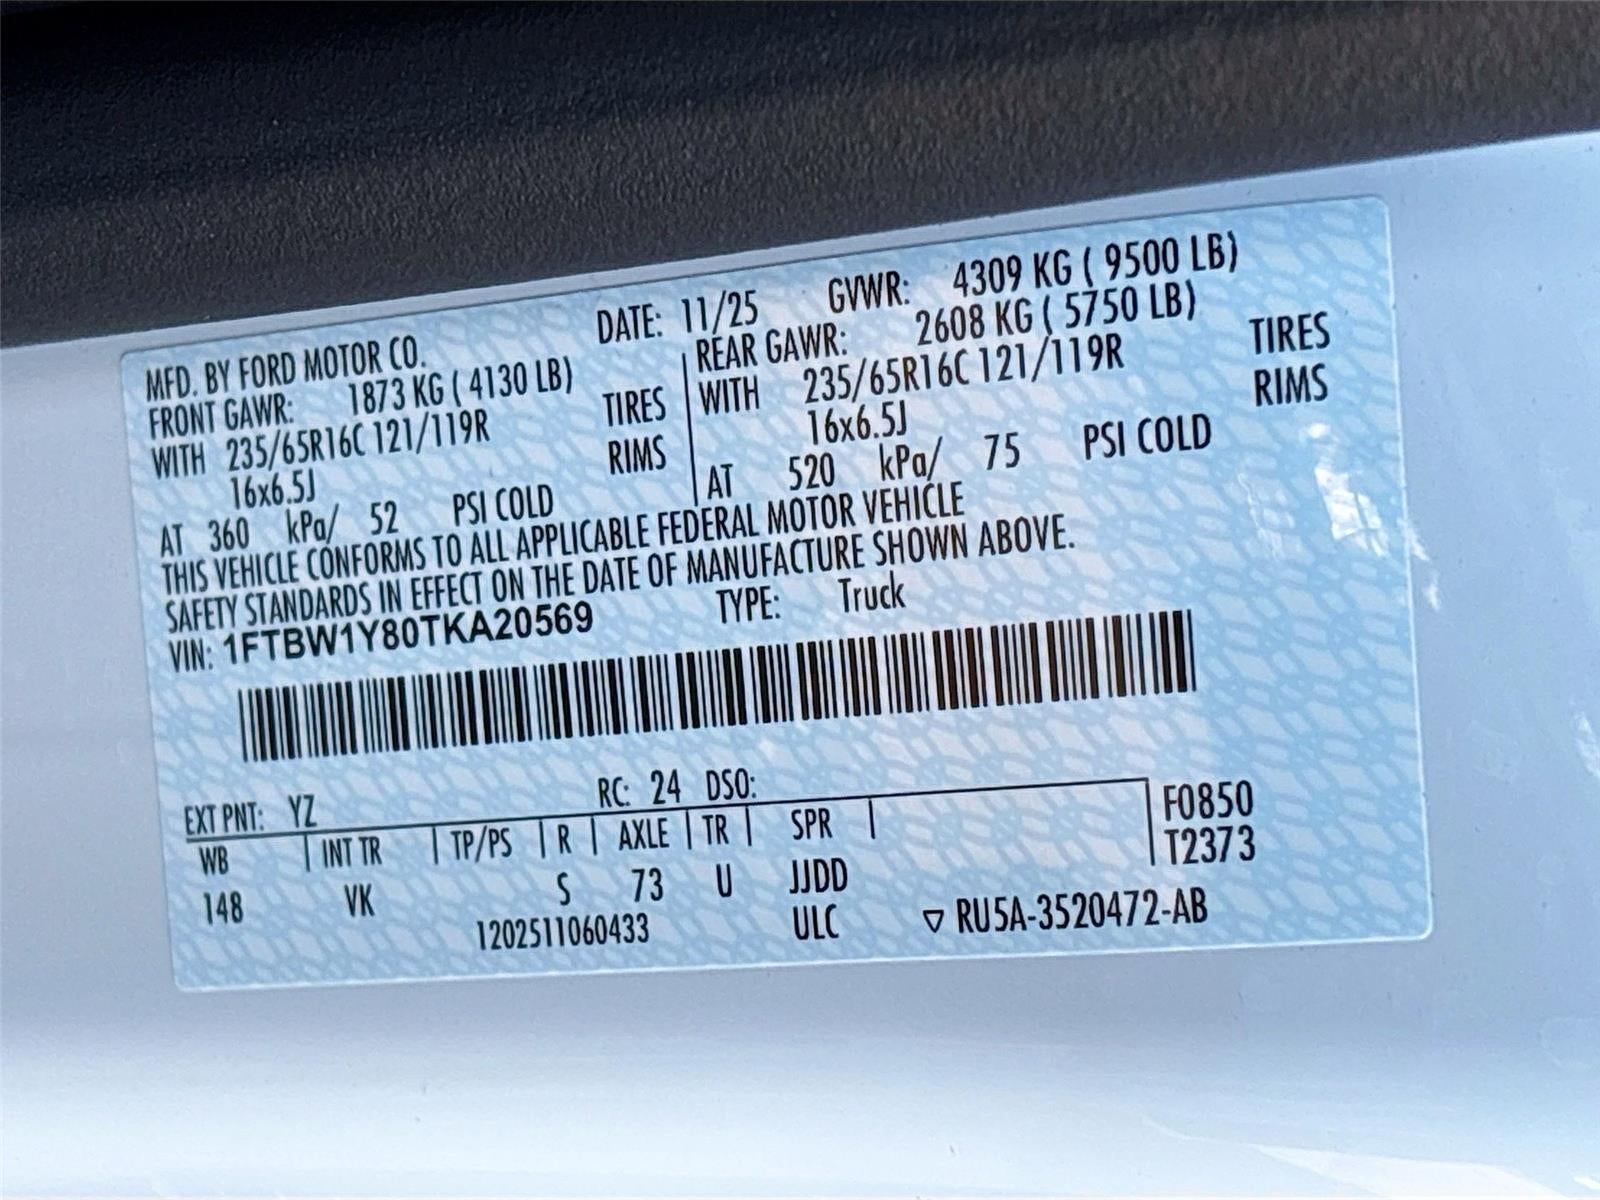 MFD. BY FORD MOTOR CO. DATE: 11/25 GVWR: 4309 KG ( 9500 LB)
FRONT GAWR: 1873 KG ( 4130 LB) REAR GAWR: 2608 KG ( 5750 LB)
WITH 235/65R16C 121/119R TIRES WITH 235/65R16C 121/119R TIRES
16x6.5J RIMS 16x6.5J RIMS
AT 360 kPa/ 52 PSI COLD AT 520 kPa/ 75 PSI COLD
THIS VEHICLE CONFORMS TO ALL APPLICABLE FEDERAL MOTOR VEHICLE
SAFETY STANDARDS IN EFFECT ON THE DATE OF MANUFACTURE SHOWN ABOVE.
VIN: 1FTBW1Y80TKA20569 TYPE: Truck
EXT PNT: YZ RC: 24 DSO:
WB INT TR TP/PS R AXLE TR SPR F0850
T2373
148 VK S 73 U JJDD
1202511060433 ULC ▽ RU5A-3520472-AB